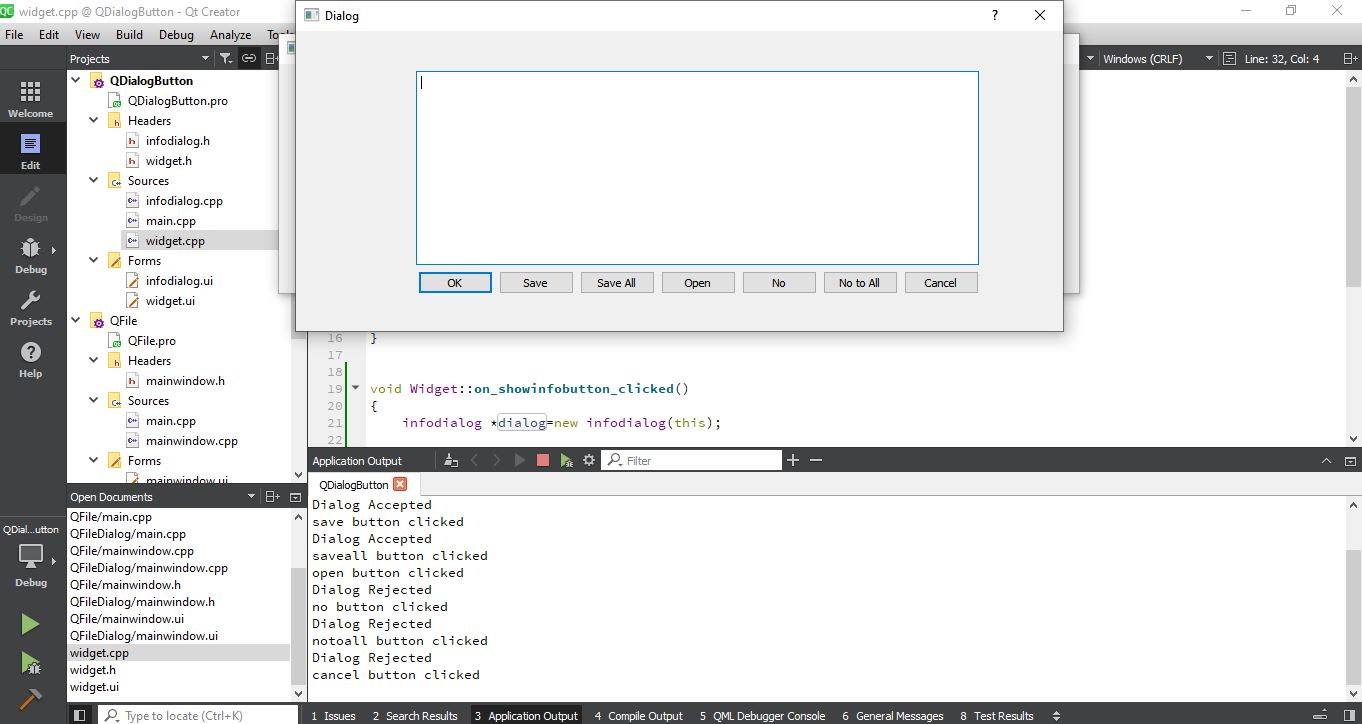 QC widget.cpp @ QDialogButton - Qt Creator
File Edit View Build Debug Analyze
Dialog ?
Projects
Windows (CRLF) Line: 32, Col: 4
Welcome
Edit
Design
Debug
Projects
Help
QDialogButton
QDialogButton.pro
Headers
infodialog.h
widget.h
Sources
infodialog.cpp
main.cpp
widget.cpp
Forms
infodialog.ui
widget.ui
QFile
QFile.pro
Headers
mainwindow.h
Sources
main.cpp
mainwindow.cpp
Forms
mainwindow.ui
OK Save Save All Open No No to All Cancel
16 }
17
18
19 void Widget::on_showinfobutton_clicked()
20 {
21 infodialog *dialog=new infodialog(this);
22
Open Documents
QFile/main.cpp
QFileDialog/main.cpp
QFile/mainwindow.cpp
QFileDialog/mainwindow.cpp
QFile/mainwindow.h
QFileDialog/mainwindow.h
QFile/mainwindow.ui
QFileDialog/mainwindow.ui
widget.cpp
widget.h
widget.ui
QDial...utton
Debug
Application Output Filter
QDialogButton
Dialog Accepted
save button clicked
Dialog Accepted
saveall button clicked
open button clicked
Dialog Rejected
no button clicked
Dialog Rejected
notoall button clicked
Dialog Rejected
cancel button clicked
Type to locate (Ctrl+K)
1 Issues 2 Search Results 3 Application Output 4 Compile Output 5 QML Debugger Console 6 General Messages 8 Test Results